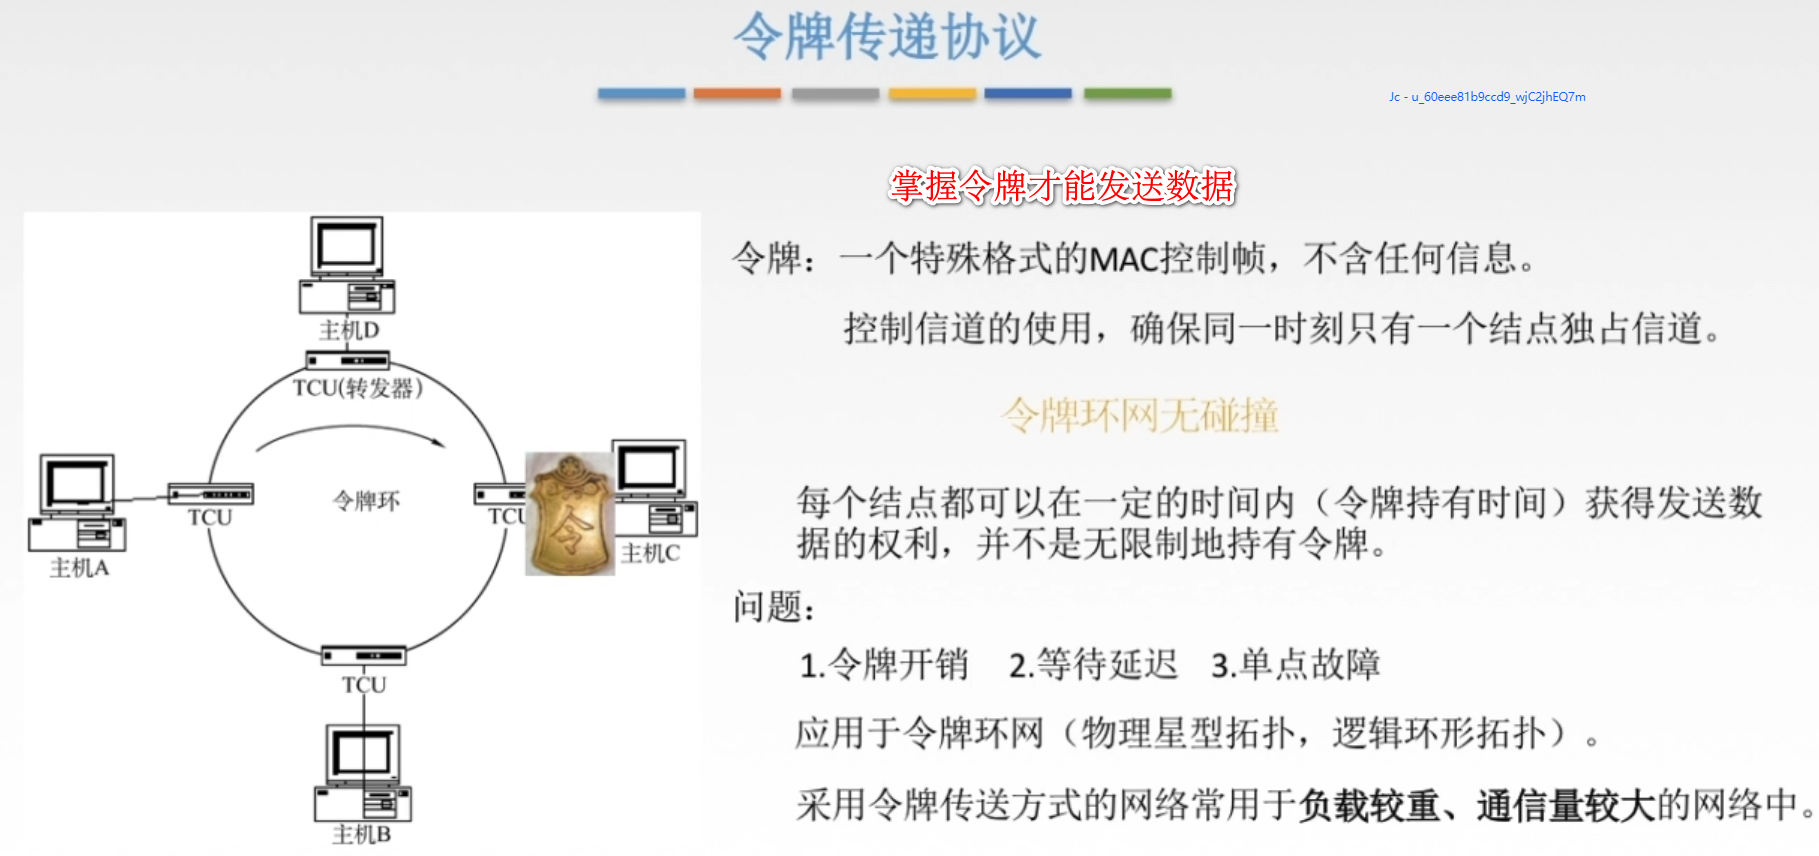 令牌传递协议
Jc - u_60eee81b9ccd9_wjC2jhEQ7m
掌握令牌才能发送数据
令牌：一个特殊格式的MAC控制帧，不含任何信息。
控制信道的使用，确保同一时刻只有一个结点独占信道。
令牌环网无碰撞
每个结点都可以在一定的时间内（令牌持有时间）获得发送数
据的权利，并不是无限制地持有令牌。
问题：
1.令牌开销 2.等待延迟 3.单点故障
应用于令牌环网（物理星型拓扑，逻辑环形拓扑）。
采用令牌传送方式的网络常用于负载较重、通信量较大的网络中。
主机D
TCU(转发器)
令牌环
TCU
主机A
TCU
令
主机C
TCU
主机B